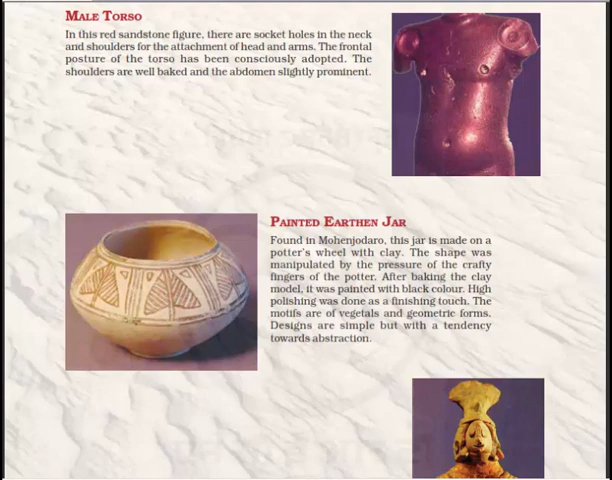 MALE TORSO
In this red sandstone figure, there are socket holes in the neck
and shoulders for the attachment of head and arms. The frontal
posture of the torso has been consciously adopted. The
shoulders are well baked and the abdomen slightly prominent.
PAINTED EARTHEN JAR
Found in Mohenjodaro, this jar is made on a
potter's wheel with clay. The shape was
manipulated by the pressure of the crafty
fingers of the potter. After baking the clay
model, it was painted with black colour. High
polishing was done as a finishing touch. The
motifs are of vegetals and geometric forms.
Designs are simple but with a tendency
towards abstraction.